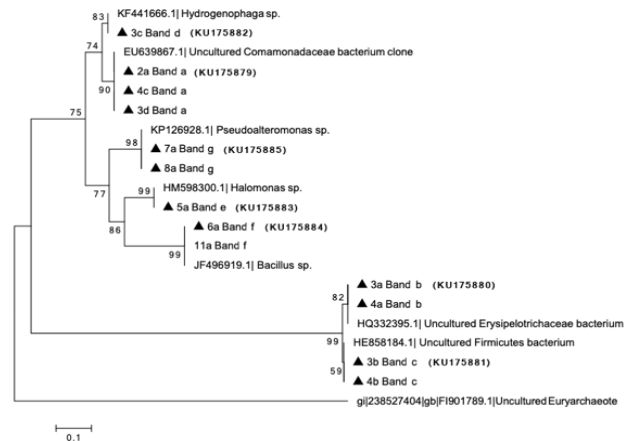 83
KF441666.1| Hydrogenophaga sp.
▲ 3c Band d (KU175882)
74
EU639867.1| Uncultured Comamonadaceae bacterium clone
▲ 2a Band a (KU175879)
90
▲ 4c Band a
▲ 3d Band a
75
KP126928.1| Pseudoalteromonas sp.
98
▲ 7a Band g (KU175885)
▲ 8a Band g
77
HM598300.1| Halomonas sp.
99
▲ 5a Band e (KU175883)
86
▲ 6a Band f (KU175884)
11a Band f
99
JF496919.1| Bacillus sp.
▲ 3a Band b (KU175880)
82
▲ 4a Band b
HQ332395.1| Uncultured Erysipelotrichaceae bacterium
99
HE858184.1| Uncultured Firmicutes bacterium
▲ 3b Band c (KU175881)
59
▲ 4b Band c
gi|238527404|gb|FI901789.1|Uncultured Euryarchaeote
0.1